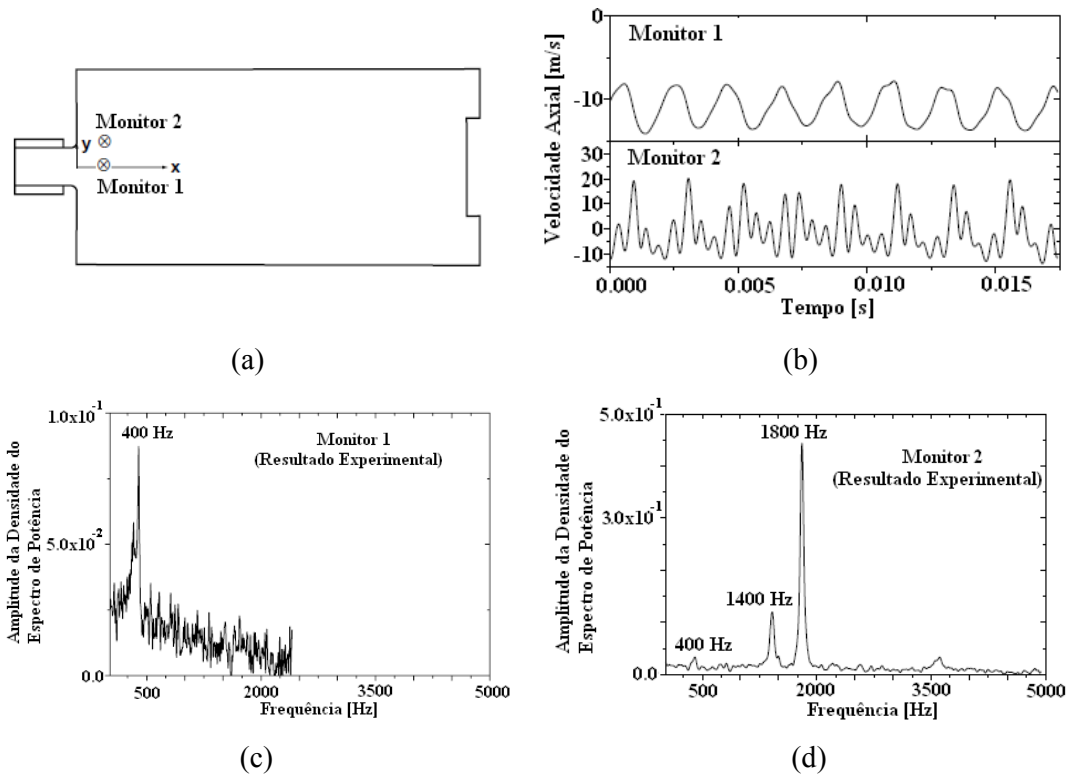 Monitor 2
y
x
Monitor 1
(a)
Velocidade Axial [m/s]
0
-10
Monitor 1
30
20
10
0
-10
Monitor 2
0.000
0.005
0.010
0.015
Tempo [s]
(b)
Amplitude da Densidade do
Espectro de Potência
1.0x10⁻¹
5.0x10⁻²
0.0
400 Hz
Monitor 1
(Resultado Experimental)
500
2000
3500
5000
Frequência [Hz]
(c)
Amplitude da Densidade do
Espectro de Potência
5.0x10⁻¹
3.0x10⁻¹
0.0
1800 Hz
Monitor 2
(Resultado Experimental)
1400 Hz
400 Hz
500
2000
3500
5000
Frequência [Hz]
(d)